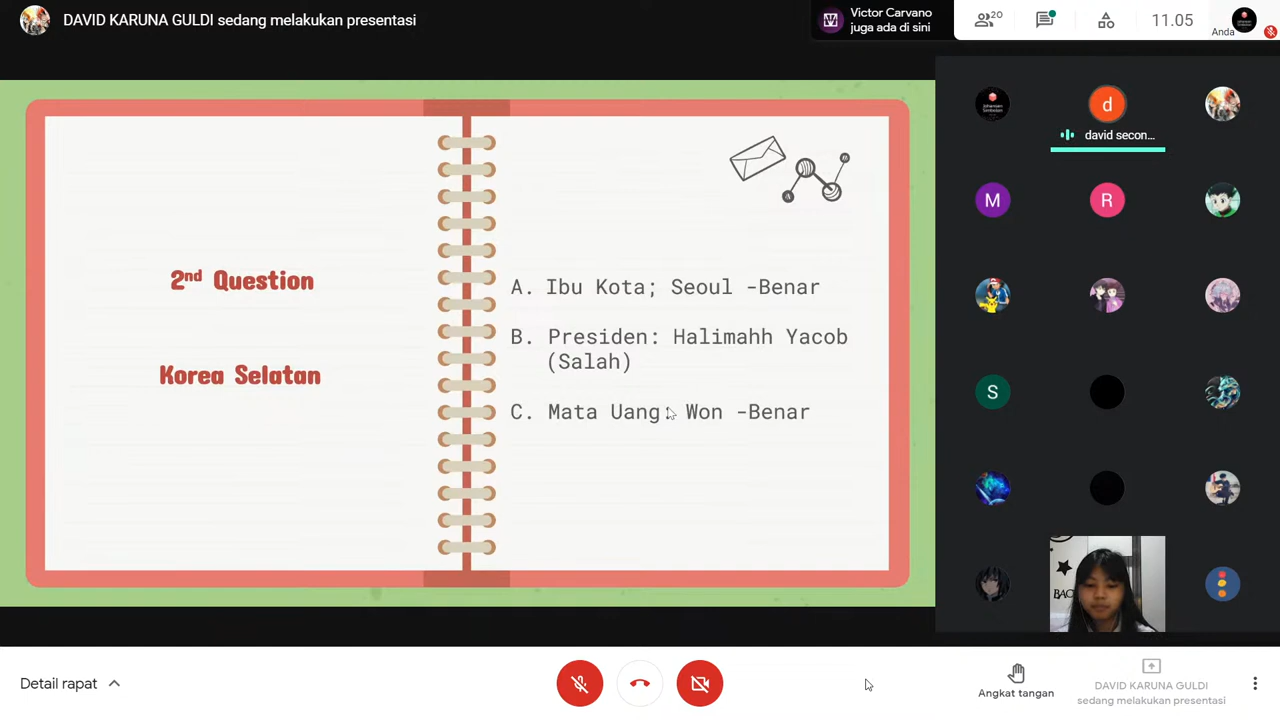 DAVID KARUNA GULDI sedang melakukan presentasi
Victor Carvano
juga ada di sini
20
11.05
Anda
david secon...
M
R
S
2nd Question
Korea Selatan
A. Ibu Kota; Seoul -Benar
B. Presiden: Halimahh Yacob
(Salah)
C. Mata Uang: Won -Benar
Detail rapat
Angkat tangan
DAVID KARUNA GULDI
sedang melakukan presentasi